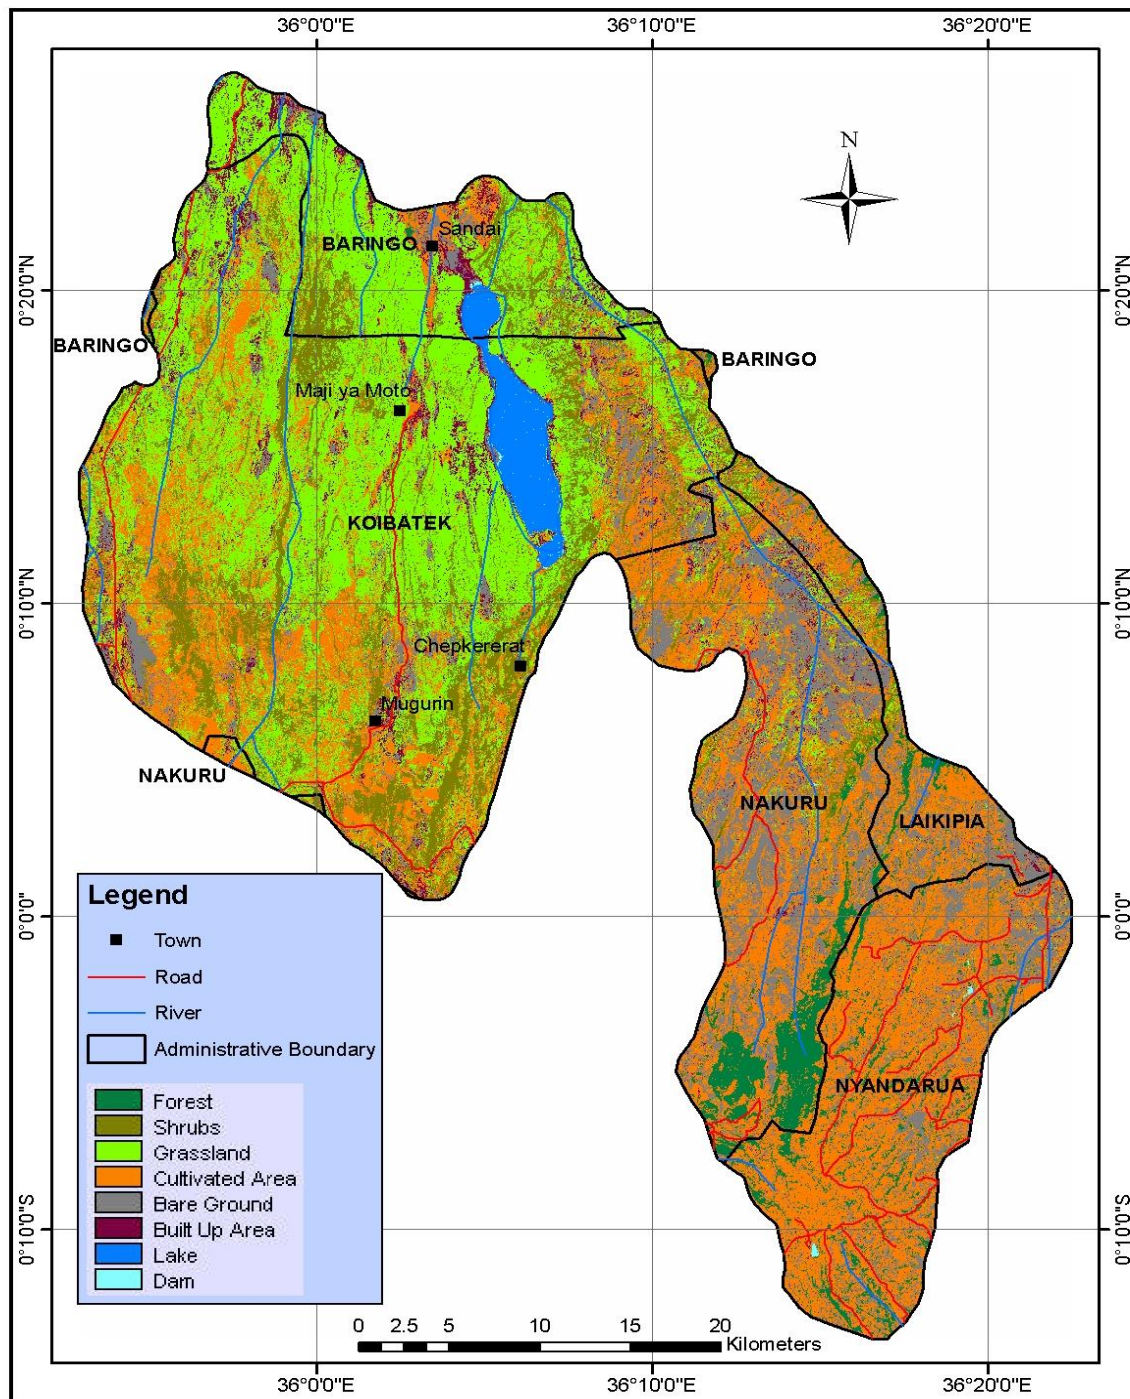 36°0'0"E 36°10'0"E 36°20'0"E
N
Sandai
BARINGO
0°20'0"N 0°20'0"N
BARINGO
BARINGO
Maji ya Moto
KOIBATEK
0°10'0"N 0°10'0"N
Chepkererat
Mugurin
NAKURU
NAKURU
LAIKIPIA
Legend
Town
Road
River
Administrative Boundary
Forest
Shrubs
Grassland
Cultivated Area
Bare Ground
Built Up Area
Lake
Dam
0°0'0" 0°0'0"
NYANDARUA
0°10'0"S 0°10'0"S
0 2.5 5 10 15 20
Kilometers
36°0'0"E 36°10'0"E 36°20'0"E